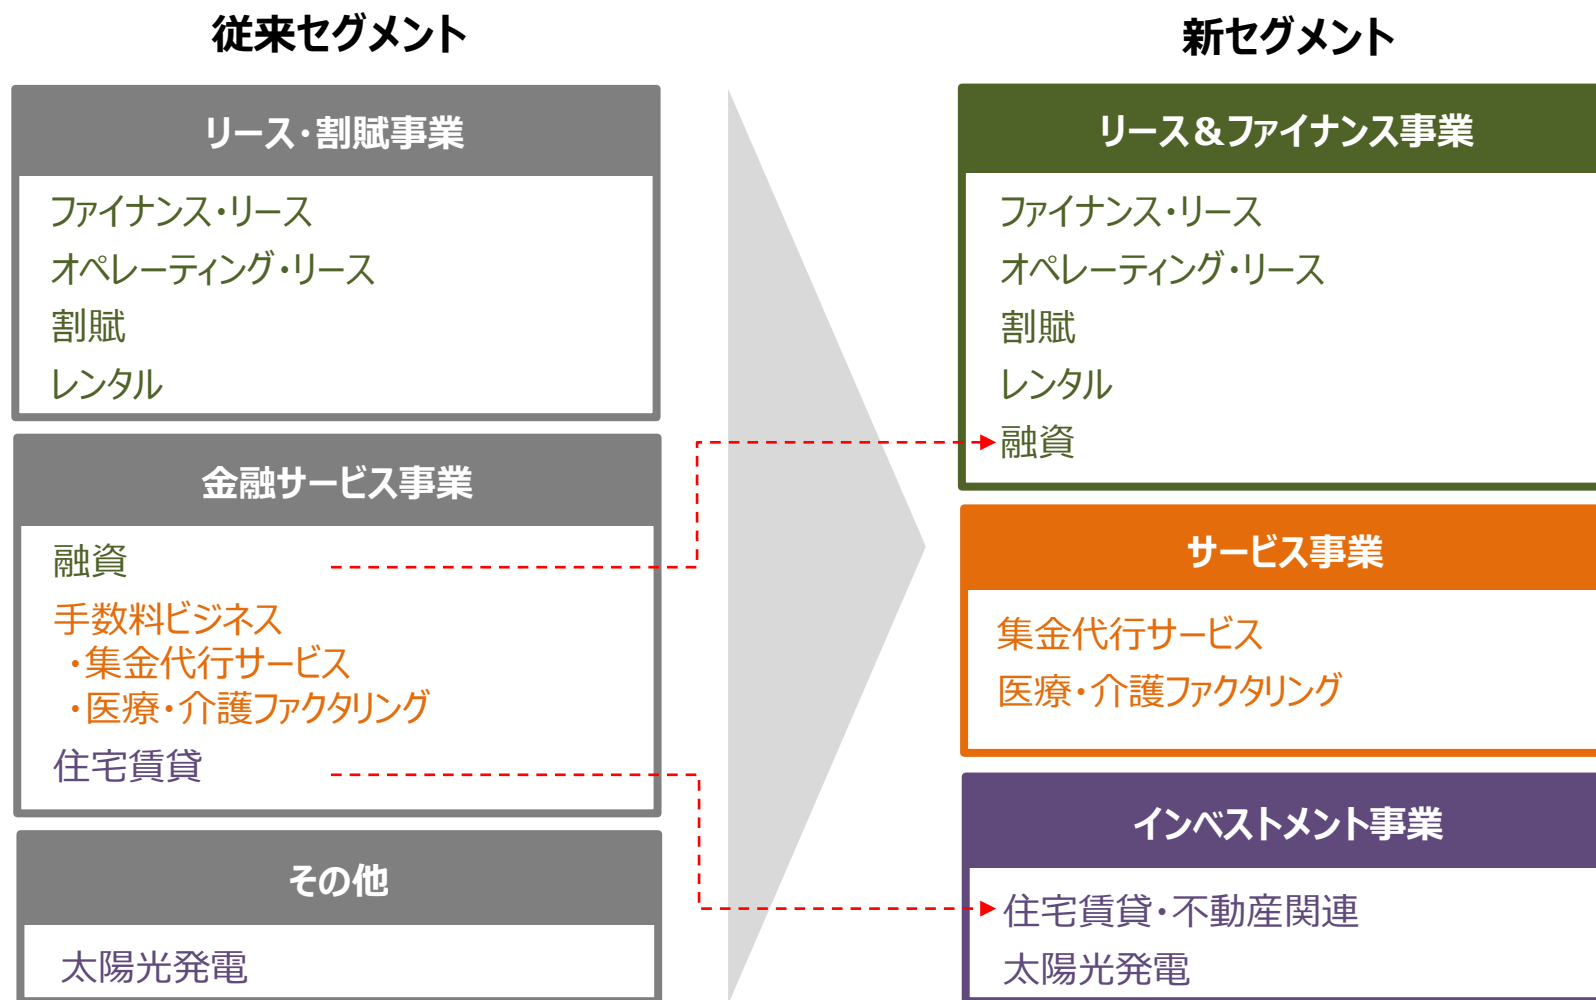 従来セグメント
リース・割賦事業
ファイナンス・リース
オペレーティング・リース
割賦
レンタル
金融サービス事業
融資
手数料ビジネス
・集金代行サービス
・医療・介護ファクタリング
住宅賃貸
その他
太陽光発電
新セグメント
リース&ファイナンス事業
ファイナンス・リース
オペレーティング・リース
割賦
レンタル
融資
サービス事業
集金代行サービス
医療・介護ファクタリング
インベストメント事業
住宅賃貸・不動産関連
太陽光発電